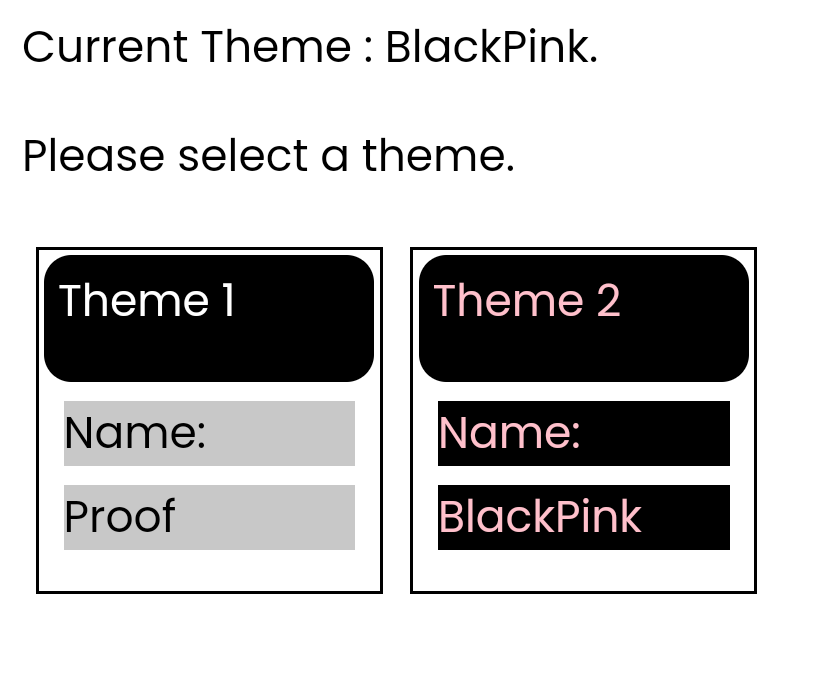 Current Theme : BlackPink.
Please select a theme.
Theme 1
Name:
Proof
Theme 2
Name:
BlackPink